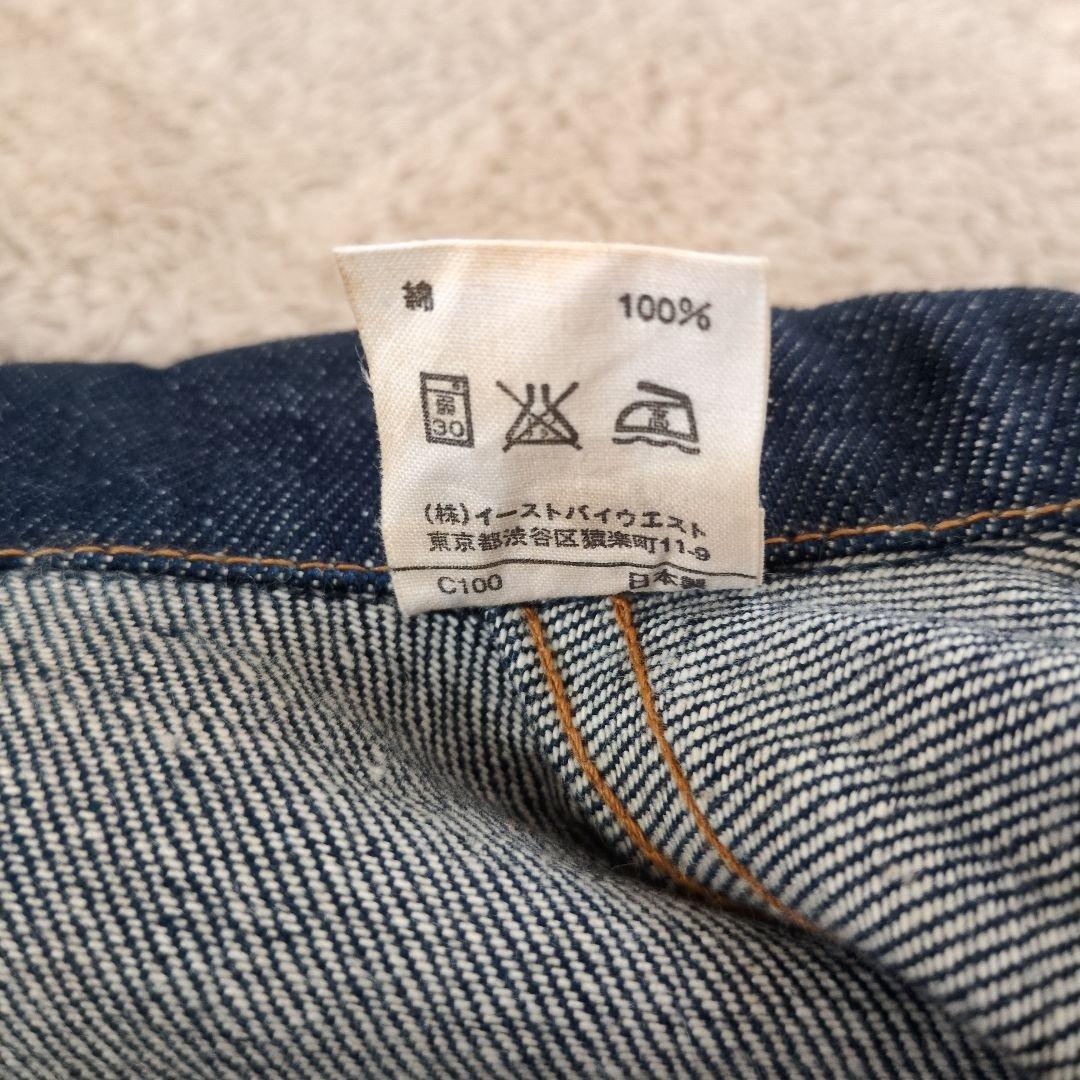 綿 100%
30 高
(株)イーストバイウエスト
東京都渋谷区猿楽町11-9
C100 日本製